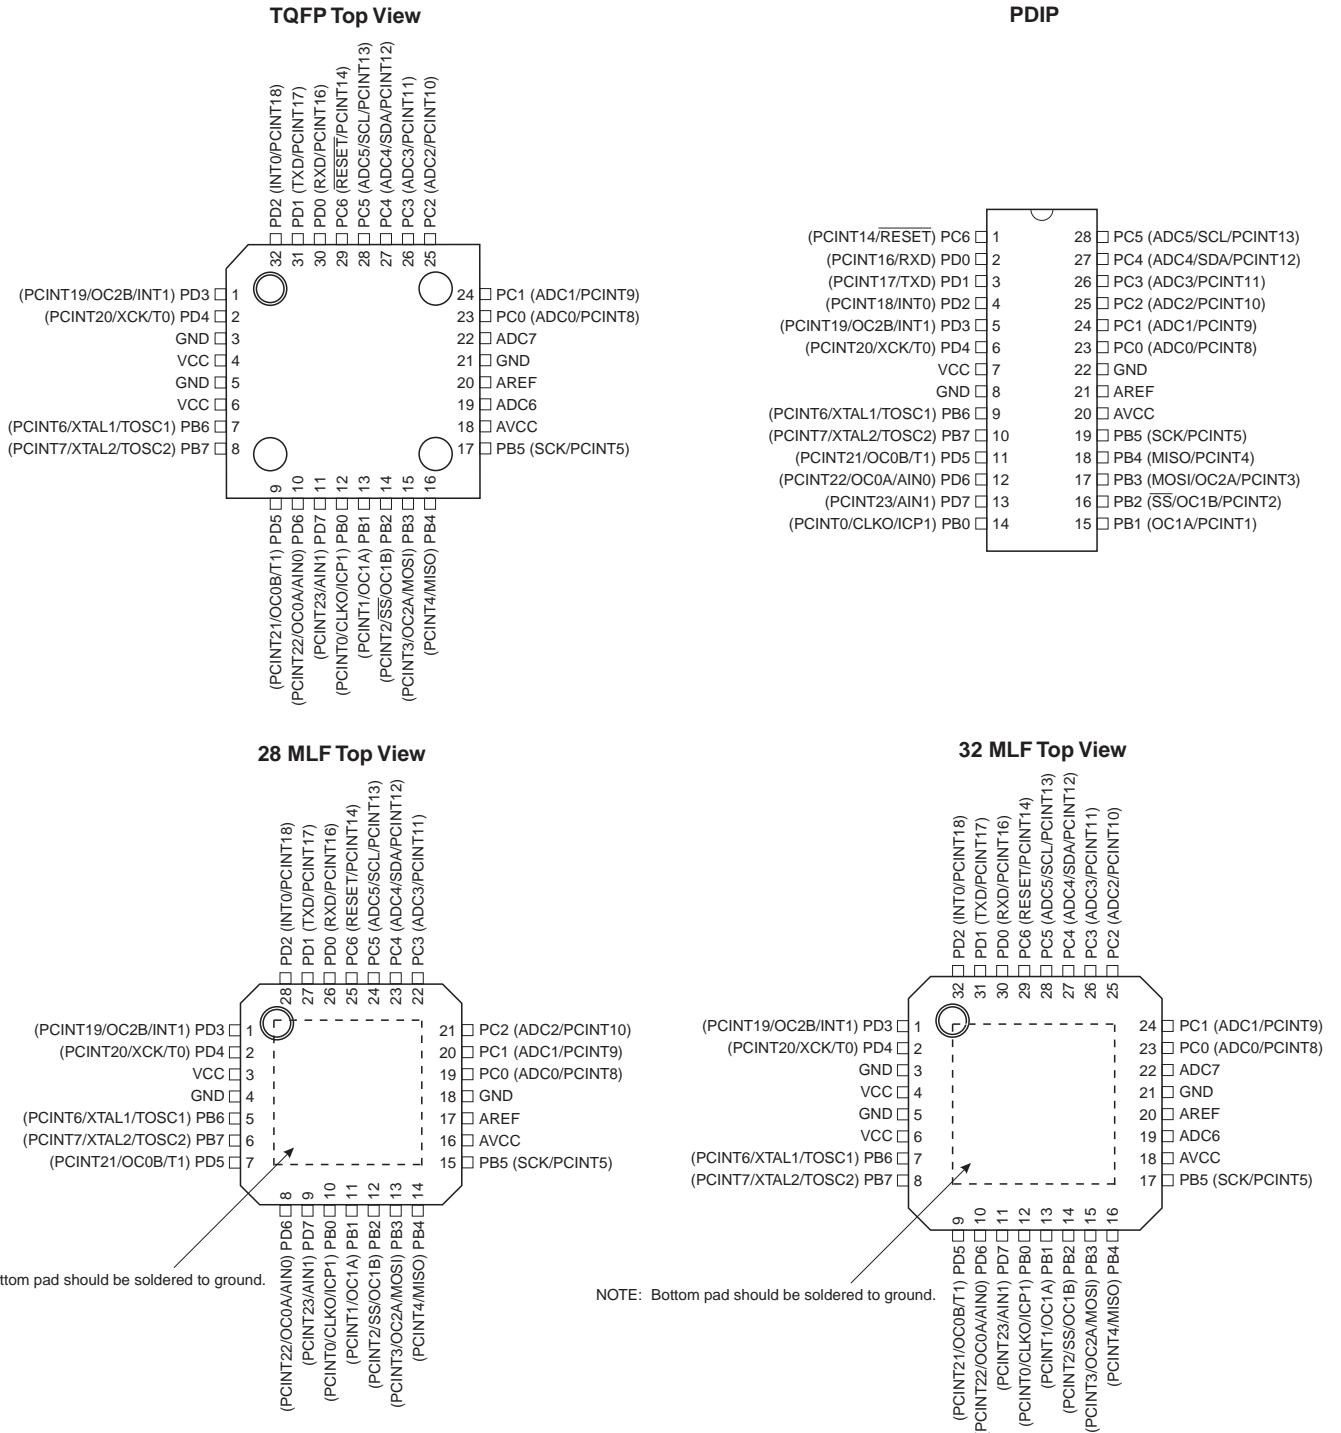 TQFP Top View
PD2 (INT0/PCINT18)
PD1 (TXD/PCINT17)
PD0 (RXD/PCINT16)
PC6 (RESET/PCINT14)
PC5 (ADC5/SCL/PCINT13)
PC4 (ADC4/SDA/PCINT12)
PC3 (ADC3/PCINT11)
PC2 (ADC2/PCINT10)
32
31
30
29
28
27
26
25
(PCINT19/OC2B/INT1) PD3 1
(PCINT20/XCK/T0) PD4 2
GND 3
VCC 4
GND 5
VCC 6
(PCINT6/XTAL1/TOSC1) PB6 7
(PCINT7/XTAL2/TOSC2) PB7 8
24 PC1 (ADC1/PCINT9)
23 PC0 (ADC0/PCINT8)
22 ADC7
21 GND
20 AREF
19 ADC6
18 AVCC
17 PB5 (SCK/PCINT5)
9
10
11
12
13
14
15
16
(PCINT21/OC0B/T1) PD5
(PCINT22/OC0A/AIN0) PD6
(PCINT23/AIN1) PD7
(PCINT0/CLKO/ICP1) PB0
(PCINT1/OC1A) PB1
(PCINT2/SS/OC1B) PB2
(PCINT3/OC2A/MOSI) PB3
(PCINT4/MISO) PB4
PDIP
(PCINT14/RESET) PC6 1
(PCINT16/RXD) PD0 2
(PCINT17/TXD) PD1 3
(PCINT18/INT0) PD2 4
(PCINT19/OC2B/INT1) PD3 5
(PCINT20/XCK/T0) PD4 6
VCC 7
GND 8
(PCINT6/XTAL1/TOSC1) PB6 9
(PCINT7/XTAL2/TOSC2) PB7 10
(PCINT21/OC0B/T1) PD5 11
(PCINT22/OC0A/AIN0) PD6 12
(PCINT23/AIN1) PD7 13
(PCINT0/CLKO/ICP1) PB0 14
28 PC5 (ADC5/SCL/PCINT13)
27 PC4 (ADC4/SDA/PCINT12)
26 PC3 (ADC3/PCINT11)
25 PC2 (ADC2/PCINT10)
24 PC1 (ADC1/PCINT9)
23 PC0 (ADC0/PCINT8)
22 GND
21 AREF
20 AVCC
19 PB5 (SCK/PCINT5)
18 PB4 (MISO/PCINT4)
17 PB3 (MOSI/OC2A/PCINT3)
16 PB2 (SS/OC1B/PCINT2)
15 PB1 (OC1A/PCINT1)
28 MLF Top View
PD2 (INT0/PCINT18)
PD1 (TXD/PCINT17)
PD0 (RXD/PCINT16)
PC6 (RESET/PCINT14)
PC5 (ADC5/SCL/PCINT13)
PC4 (ADC4/SDA/PCINT12)
PC3 (ADC3/PCINT11)
28
27
26
25
24
23
22
(PCINT19/OC2B/INT1) PD3 1
(PCINT20/XCK/T0) PD4 2
VCC 3
GND 4
(PCINT6/XTAL1/TOSC1) PB6 5
(PCINT7/XTAL2/TOSC2) PB7 6
(PCINT21/OC0B/T1) PD5 7
21 PC2 (ADC2/PCINT10)
20 PC1 (ADC1/PCINT9)
19 PC0 (ADC0/PCINT8)
18 GND
17 AREF
16 AVCC
15 PB5 (SCK/PCINT5)
8
9
10
11
12
13
14
(PCINT22/OC0A/AIN0) PD6
(PCINT23/AIN1) PD7
(PCINT0/CLKO/ICP1) PB0
(PCINT1/OC1A) PB1
(PCINT2/SS/OC1B) PB2
(PCINT3/OC2A/MOSI) PB3
(PCINT4/MISO) PB4
pad should be soldered to ground.
32 MLF Top View
PD2 (INT0/PCINT18)
PD1 (TXD/PCINT17)
PD0 (RXD/PCINT16)
PC6 (RESET/PCINT14)
PC5 (ADC5/SCL/PCINT13)
PC4 (ADC4/SDA/PCINT12)
PC3 (ADC3/PCINT11)
PC2 (ADC2/PCINT10)
32
31
30
29
28
27
26
25
(PCINT19/OC2B/INT1) PD3 1
(PCINT20/XCK/T0) PD4 2
GND 3
VCC 4
GND 5
VCC 6
(PCINT6/XTAL1/TOSC1) PB6 7
(PCINT7/XTAL2/TOSC2) PB7 8
24 PC1 (ADC1/PCINT9)
23 PC0 (ADC0/PCINT8)
22 ADC7
21 GND
20 AREF
19 ADC6
18 AVCC
17 PB5 (SCK/PCINT5)
9
10
11
12
13
14
15
16
(PCINT21/OC0B/T1) PD5
PCINT22/OC0A/AIN0) PD6
(PCINT23/AIN1) PD7
(PCINT0/CLKO/ICP1) PB0
(PCINT1/OC1A) PB1
(PCINT2/SS/OC1B) PB2
(PCINT3/OC2A/MOSI) PB3
(PCINT4/MISO) PB4
NOTE: Bottom pad should be soldered to ground.